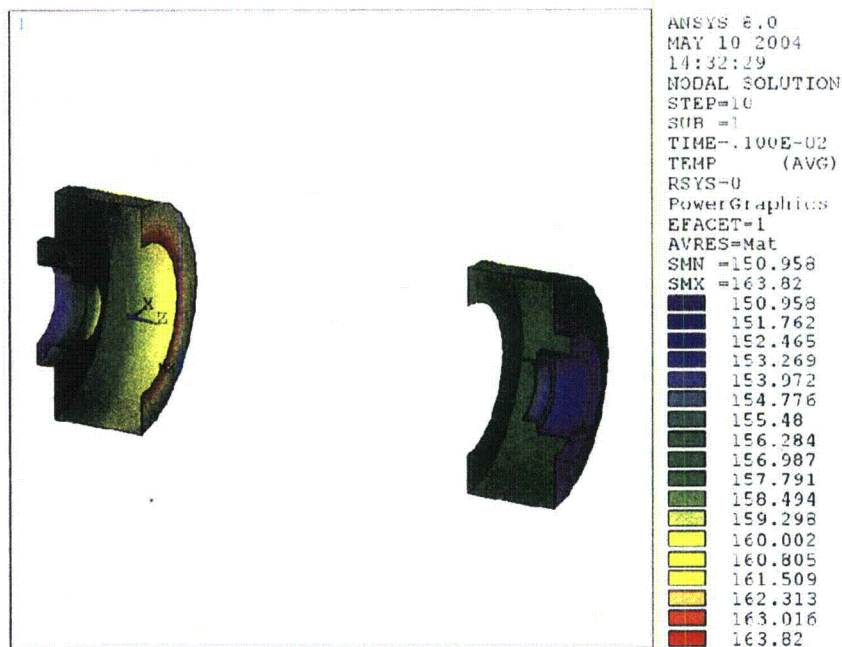 1
ANSYS 6.0
MAY 10 2004
14:32:29
NODAL SOLUTION
STEP=10
SUB =1
TIME=.100E-02
TEMP (AVG)
RSYS=0
PowerGraphics
EFACET=1
AVRES=Mat
SMN =150.958
SMX =163.82
150.958
151.762
152.465
153.269
153.972
154.776
155.48
156.284
156.987
157.791
158.494
159.298
160.002
160.805
161.509
162.313
163.016
163.82
X
Z